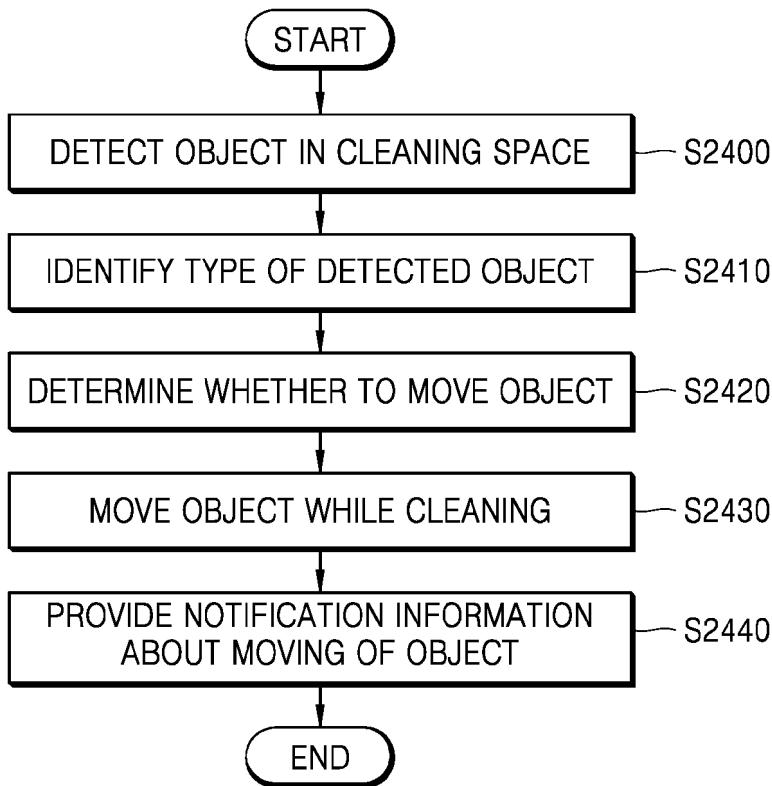 START
DETECT OBJECT IN CLEANING SPACE
S2400
IDENTIFY TYPE OF DETECTED OBJECT
S2410
DETERMINE WHETHER TO MOVE OBJECT
S2420
MOVE OBJECT WHILE CLEANING
S2430
PROVIDE NOTIFICATION INFORMATION
ABOUT MOVING OF OBJECT
S2440
END